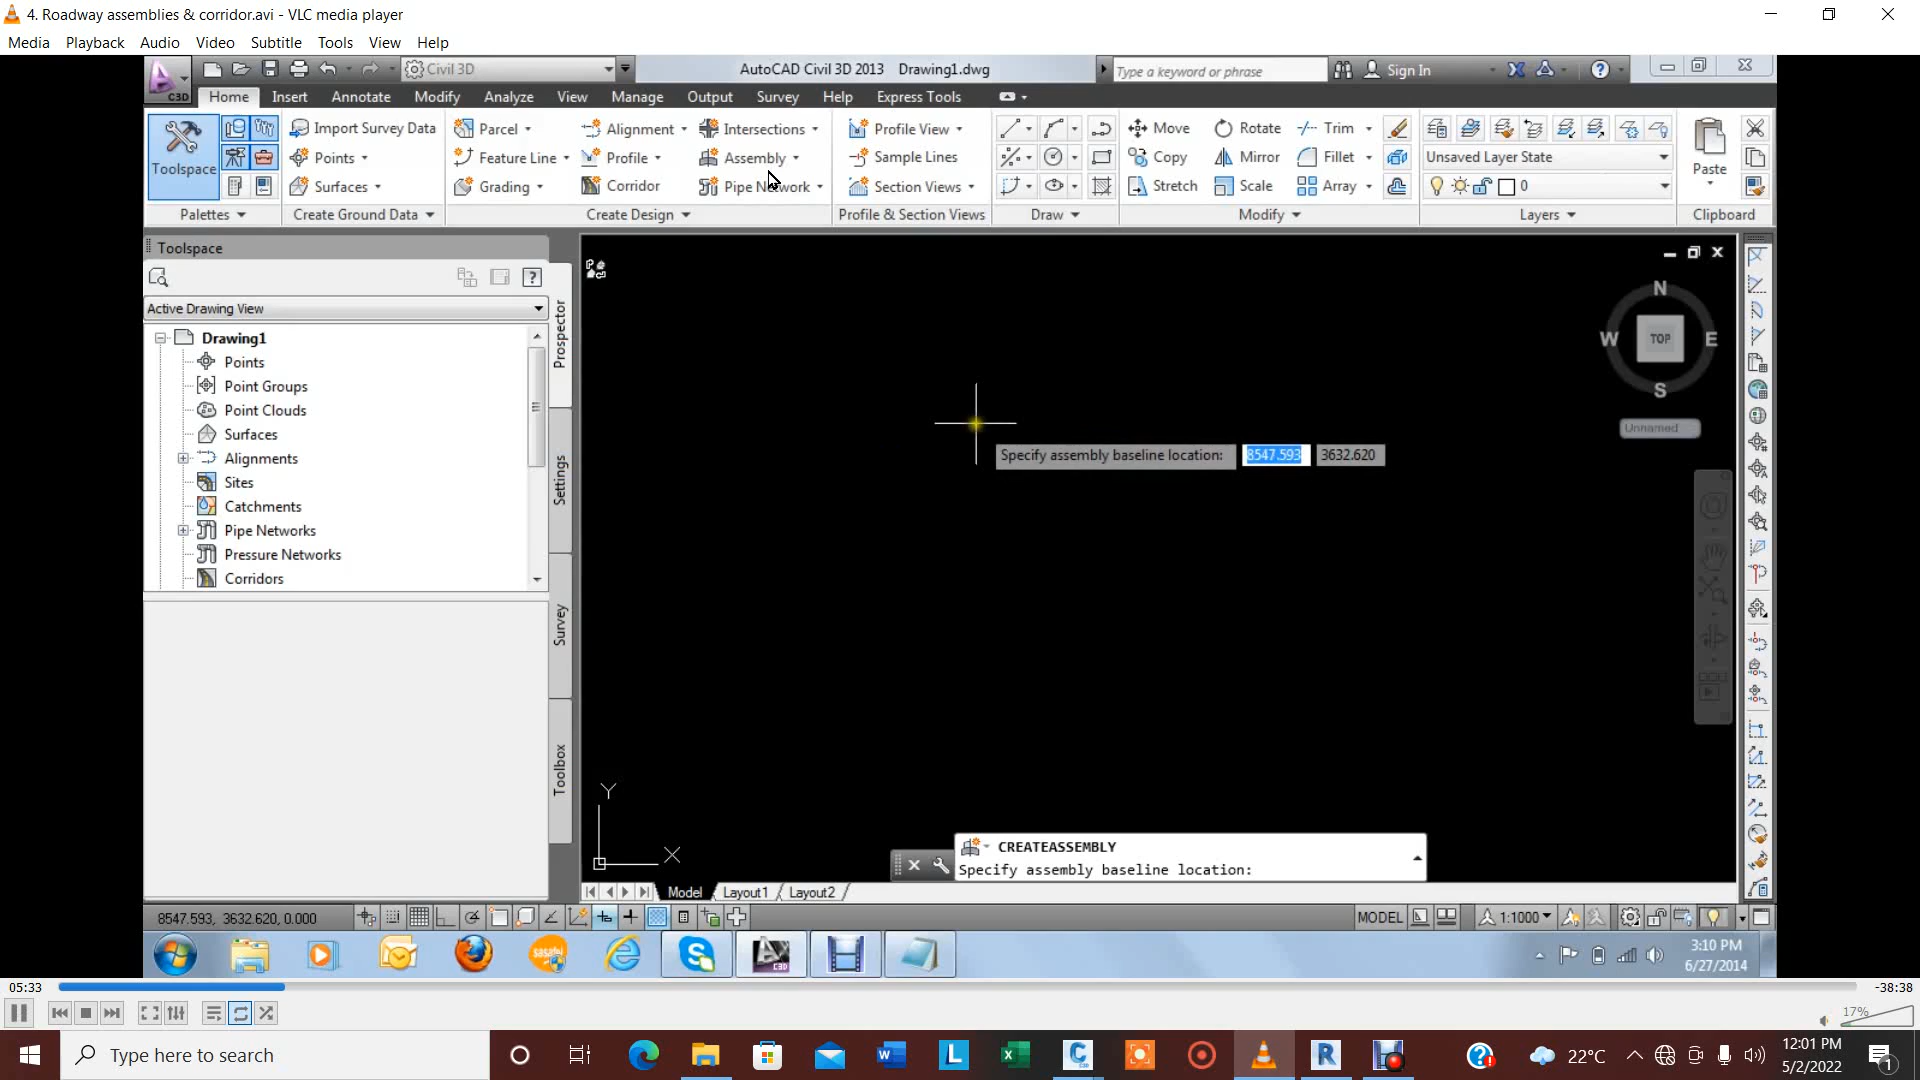 4. Roadway assemblies & corridor.avi - VLC media player
Media Playback Audio Video Subtitle Tools View Help
C3D Civil 3D AutoCAD Civil 3D 2013 Drawing1.dwg Type a keyword or phrase Sign In
Home Insert Annotate Modify Analyze View Manage Output Survey Help Express Tools
Import Survey Data Parcel Alignment Intersections Profile View Move Rotate Trim
Toolspace Points Feature Line Profile Assembly Sample Lines Copy Mirror Fillet Unsaved Layer State Paste
Surfaces Grading Corridor Pipe Network Section Views Stretch Scale Array 0
Palettes Create Ground Data Create Design Profile & Section Views Draw Modify Layers Clipboard
Toolspace
Active Drawing View
Drawing1
Points
Point Groups
Point Clouds
Surfaces
Alignments
Sites
Catchments
Pipe Networks
Pressure Networks
Corridors
Prospector
Settings
Survey
Toolbox
N
W TOP E
S
Unnamed
Specify assembly baseline location: 8547.593 3632.620
Y
X
CREATEASSEMBLY
Specify assembly baseline location:
Model Layout1 Layout2
8547.593, 3632.620, 0.000 MODEL 1:1000
3:10 PM
6/27/2014
05:33 -38:38
17%
Type here to search 22°C 12:01 PM
5/2/2022
1